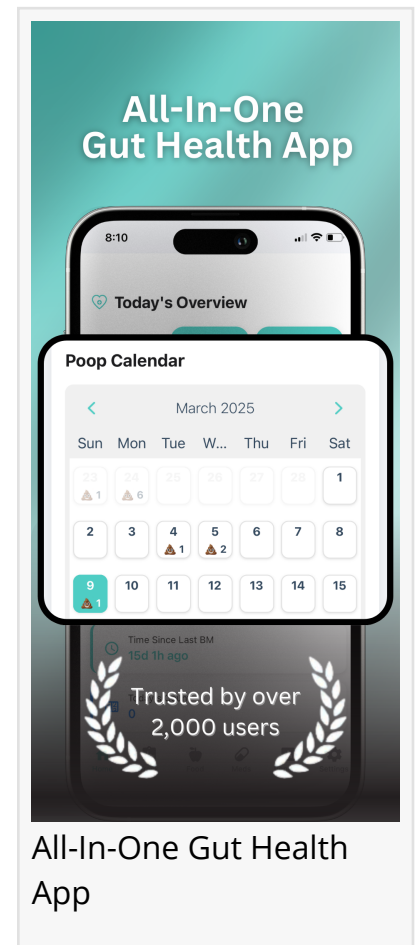 All-In-One
Gut Health App
8:10
Today's Overview
Poop Calendar
March 2025
Sun Mon Tue W... Thu Fri Sat
23 24 25 26 27 28 1
1 6
2 3 4 5 6 7 8
1 2
9 10 11 12 13 14 15
1
Time Since Last BM
15d 1h ago
0
Trusted by over
2,000 users
All-In-One Gut Health
App